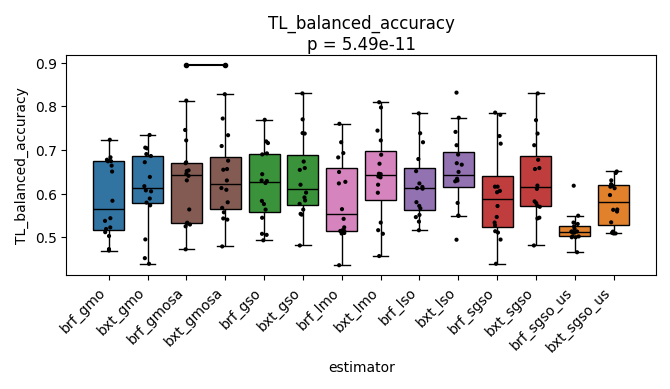 TL_balanced_accuracy
p = 5.49e-11
TL_balanced_accuracy
0.9
0.8
0.7
0.6
0.5
brf_gmo
bxt_gmo
brf_gmosa
bxt_gmosa
brf_gso
bxt_gso
brf_lmo
bxt_lmo
brf_lso
bxt_lso
brf_sgso
bxt_sgso
brf_sgso_us
bxt_sgso_us
estimator